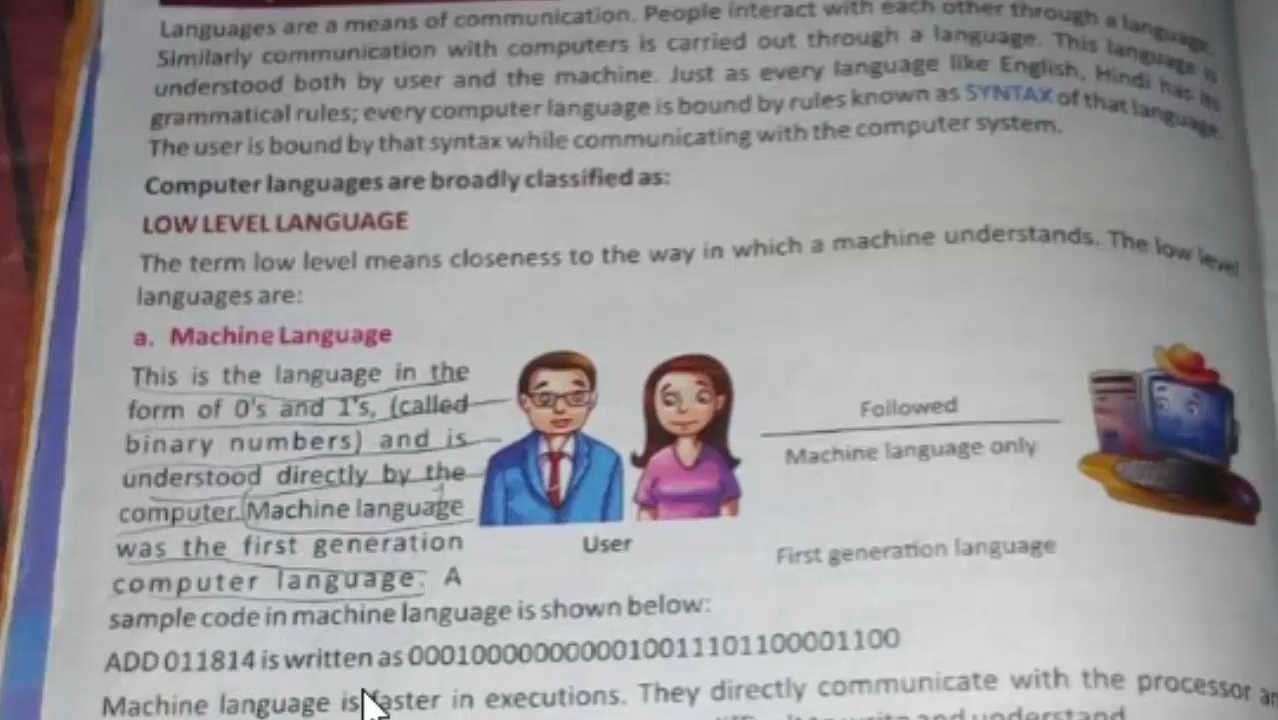 Languages are a means of communication. People interact with each other through a language.
Similarly communication with computers is carried out through a language. This language is
understood both by user and the machine. Just as every language like English, Hindi has its
grammatical rules; every computer language is bound by rules known as SYNTAX of that language.
The user is bound by that syntax while communicating with the computer system.
Computer languages are broadly classified as:
LOW LEVEL LANGUAGE
The term low level means closeness to the way in which a machine understands. The low level
languages are:
a. Machine Language
This is the language in the
form of 0's and 1's, (called
binary numbers) and is
understood directly by the
computer. Machine language
was the first generation
computer language. A
Followed
Machine language only
User
First generation language
sample code in machine language is shown below:
ADD 011814 is written as 00010000000000010011101100001100
Machine language is faster in executions. They directly communicate with the processor
and understand